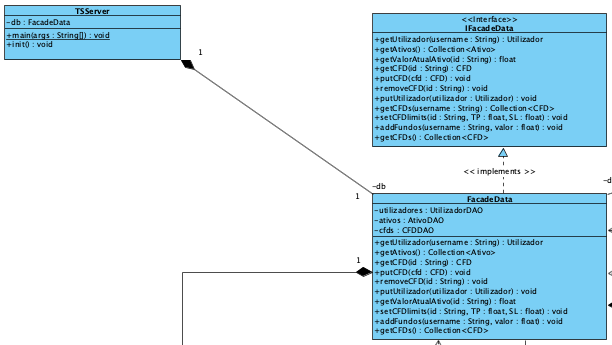 TSServer
-db : FacadeData
+main(args : String[]) : void
+init() : void
1
<<Interface>>
IFacadeData
+getUtilizador(username : String) : Utilizador
+getAtivos() : Collection<Ativo>
+getValorAtualAtivo(id : String) : float
+getCFD(id : String) : CFD
+putCFD(cfd : CFD) : void
+removeCFD(id : String) : void
+putUtilizador(utilizador : Utilizador) : void
+getCFDs(username : String) : Collection<CFD>
+setCFDlimits(id : String, TP : float, SL : float) : void
+addFundos(username : String, valor : float) : void
+getCFDs() : Collection<CFD>
<< implements >>
-db
-d
1
FacadeData
-utilizadores : UtilizadorDAO
-ativos : AtivoDAO
-cfds : CFDDAO
+getUtilizador(username : String) : Utilizador
+getAtivos() : Collection<Ativo>
+getCFD(id : String) : CFD
+putCFD(cfd : CFD) : void
+removeCFD(id : String) : void
+putUtilizador(utilizador : Utilizador) : void
+getValorAtualAtivo(id : String) : float
+setCFDlimits(id : String, TP : float, SL : float) : void
+addFundos(username : String, valor : float) : void
+getCFDs() : Collection<CFD>
1